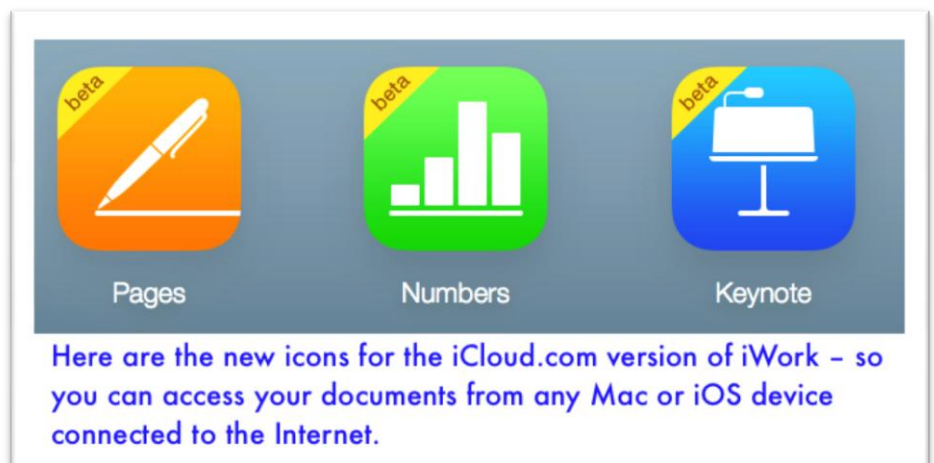 beta beta beta
Pages Numbers Keynote
Here are the new icons for the iCloud.com version of iWork – so
you can access your documents from any Mac or iOS device
connected to the Internet.